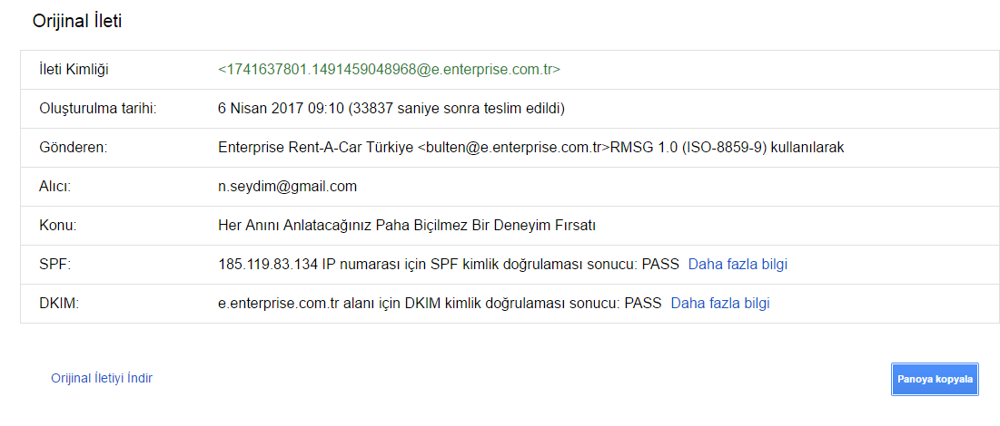 Orijinal İleti
İleti Kimliği <1741637801.1491459048968@e.enterprise.com.tr>
Oluşturulma tarihi: 6 Nisan 2017 09:10 (33837 saniye sonra teslim edildi)
Gönderen: Enterprise Rent-A-Car Türkiye <bulten@e.enterprise.com.tr>RMSG 1.0 (ISO-8859-9) kullanılarak
Alıcı: n.seydim@gmail.com
Konu: Her Anını Anlatacağınız Paha Biçilmez Bir Deneyim Fırsatı
SPF: 185.119.83.134 IP numarası için SPF kimlik doğrulaması sonucu: PASS Daha fazla bilgi
DKIM: e.enterprise.com.tr alanı için DKIM kimlik doğrulaması sonucu: PASS Daha fazla bilgi
Orijinal İletiyi İndir Panoya kopyala